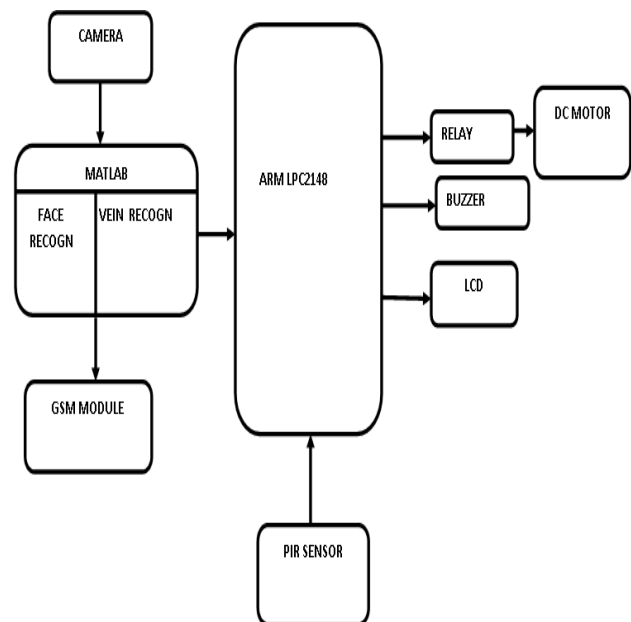 CAMERA
MATLAB
FACE
RECOGN
VEIN RECOGN
GSM MODULE
ARM LPC2148
RELAY
DC MOTOR
BUZZER
LCD
PIR SENSOR